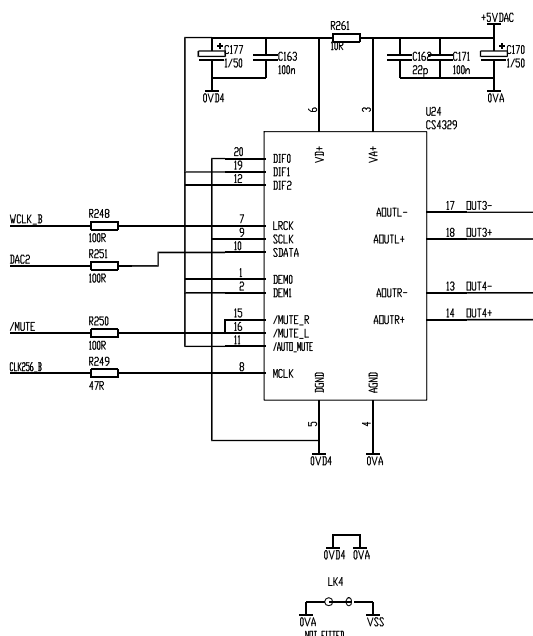 R261
10R
+5VDAC
C177
1/50
C163
100n
C162
22p
C171
100n
C170
1/50
0VD4
0VA
6
3
U24
CS4329
VD+
VA+
20 DIF0
19 DIF1
12 DIF2
WCLK_B
R248
100R
7 LRCK
9 SCLK
10 SDATA
DAC2
R251
100R
1 DEM0
2 DEM1
/MUTE
R250
100R
15 /MUTE_R
16 /MUTE_L
11 /AUTO_MUTE
CLK256_B
R249
47R
8 MCLK
AOUTL- 17 OUT3-
AOUTL+ 18 OUT3+
AOUTR- 13 OUT4-
AOUTR+ 14 OUT4+
DGND
AGND
5
4
0VD4
0VA
0VD4
0VA
LK4
0VA
VSS
NOT FITTED